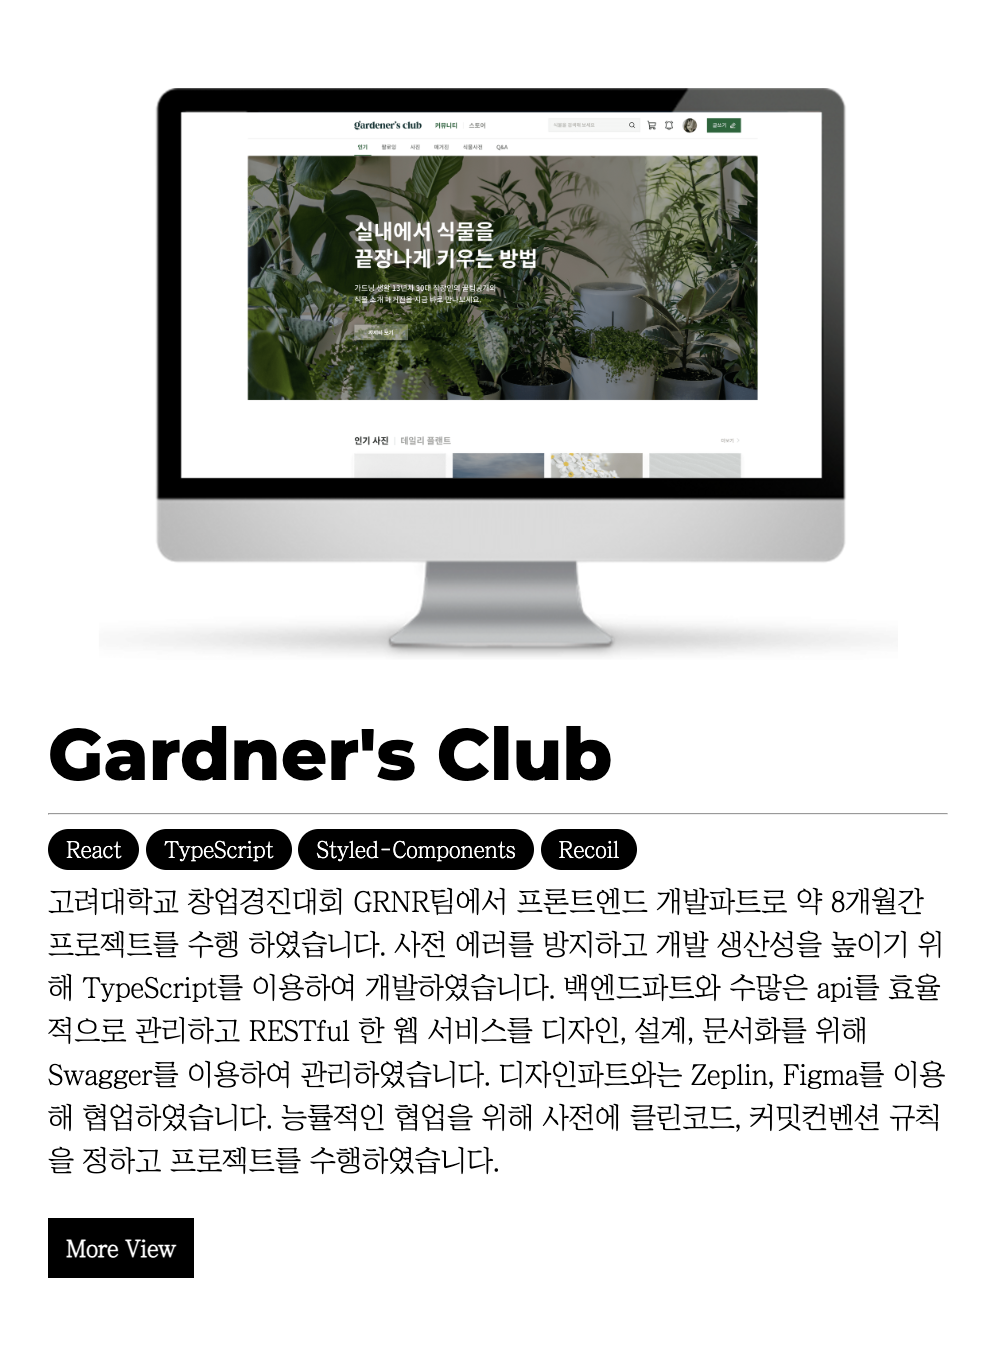 gardener's club 커뮤니티 스토어 식물을 검색해 보세요 글쓰기
인기 팔로잉 사진 매거진 식물사전 Q&A
실내에서 식물을
끝장나게 키우는 방법
가드닝 생활 13년차 30대 직장인의 꿀팁공개와
식물 소개 매거진을 지금 바로 만나보세요.
인기 사진 데일리 플랜트
Gardner's Club
React TypeScript Styled-Components Recoil
고려대학교 창업경진대회 GRNR팀에서 프론트엔드 개발파트로 약 8개월간
프로젝트를 수행 하였습니다. 사전 에러를 방지하고 개발 생산성을 높이기 위
해 TypeScript를 이용하여 개발하였습니다. 백엔드파트와 수많은 api를 효율
적으로 관리하고 RESTful 한 웹 서비스를 디자인, 설계, 문서화를 위해
Swagger를 이용하여 관리하였습니다. 디자인파트와는 Zeplin, Figma를 이용
해 협업하였습니다. 능률적인 협업을 위해 사전에 클린코드, 커밋컨벤션 규칙
을 정하고 프로젝트를 수행하였습니다.
More View